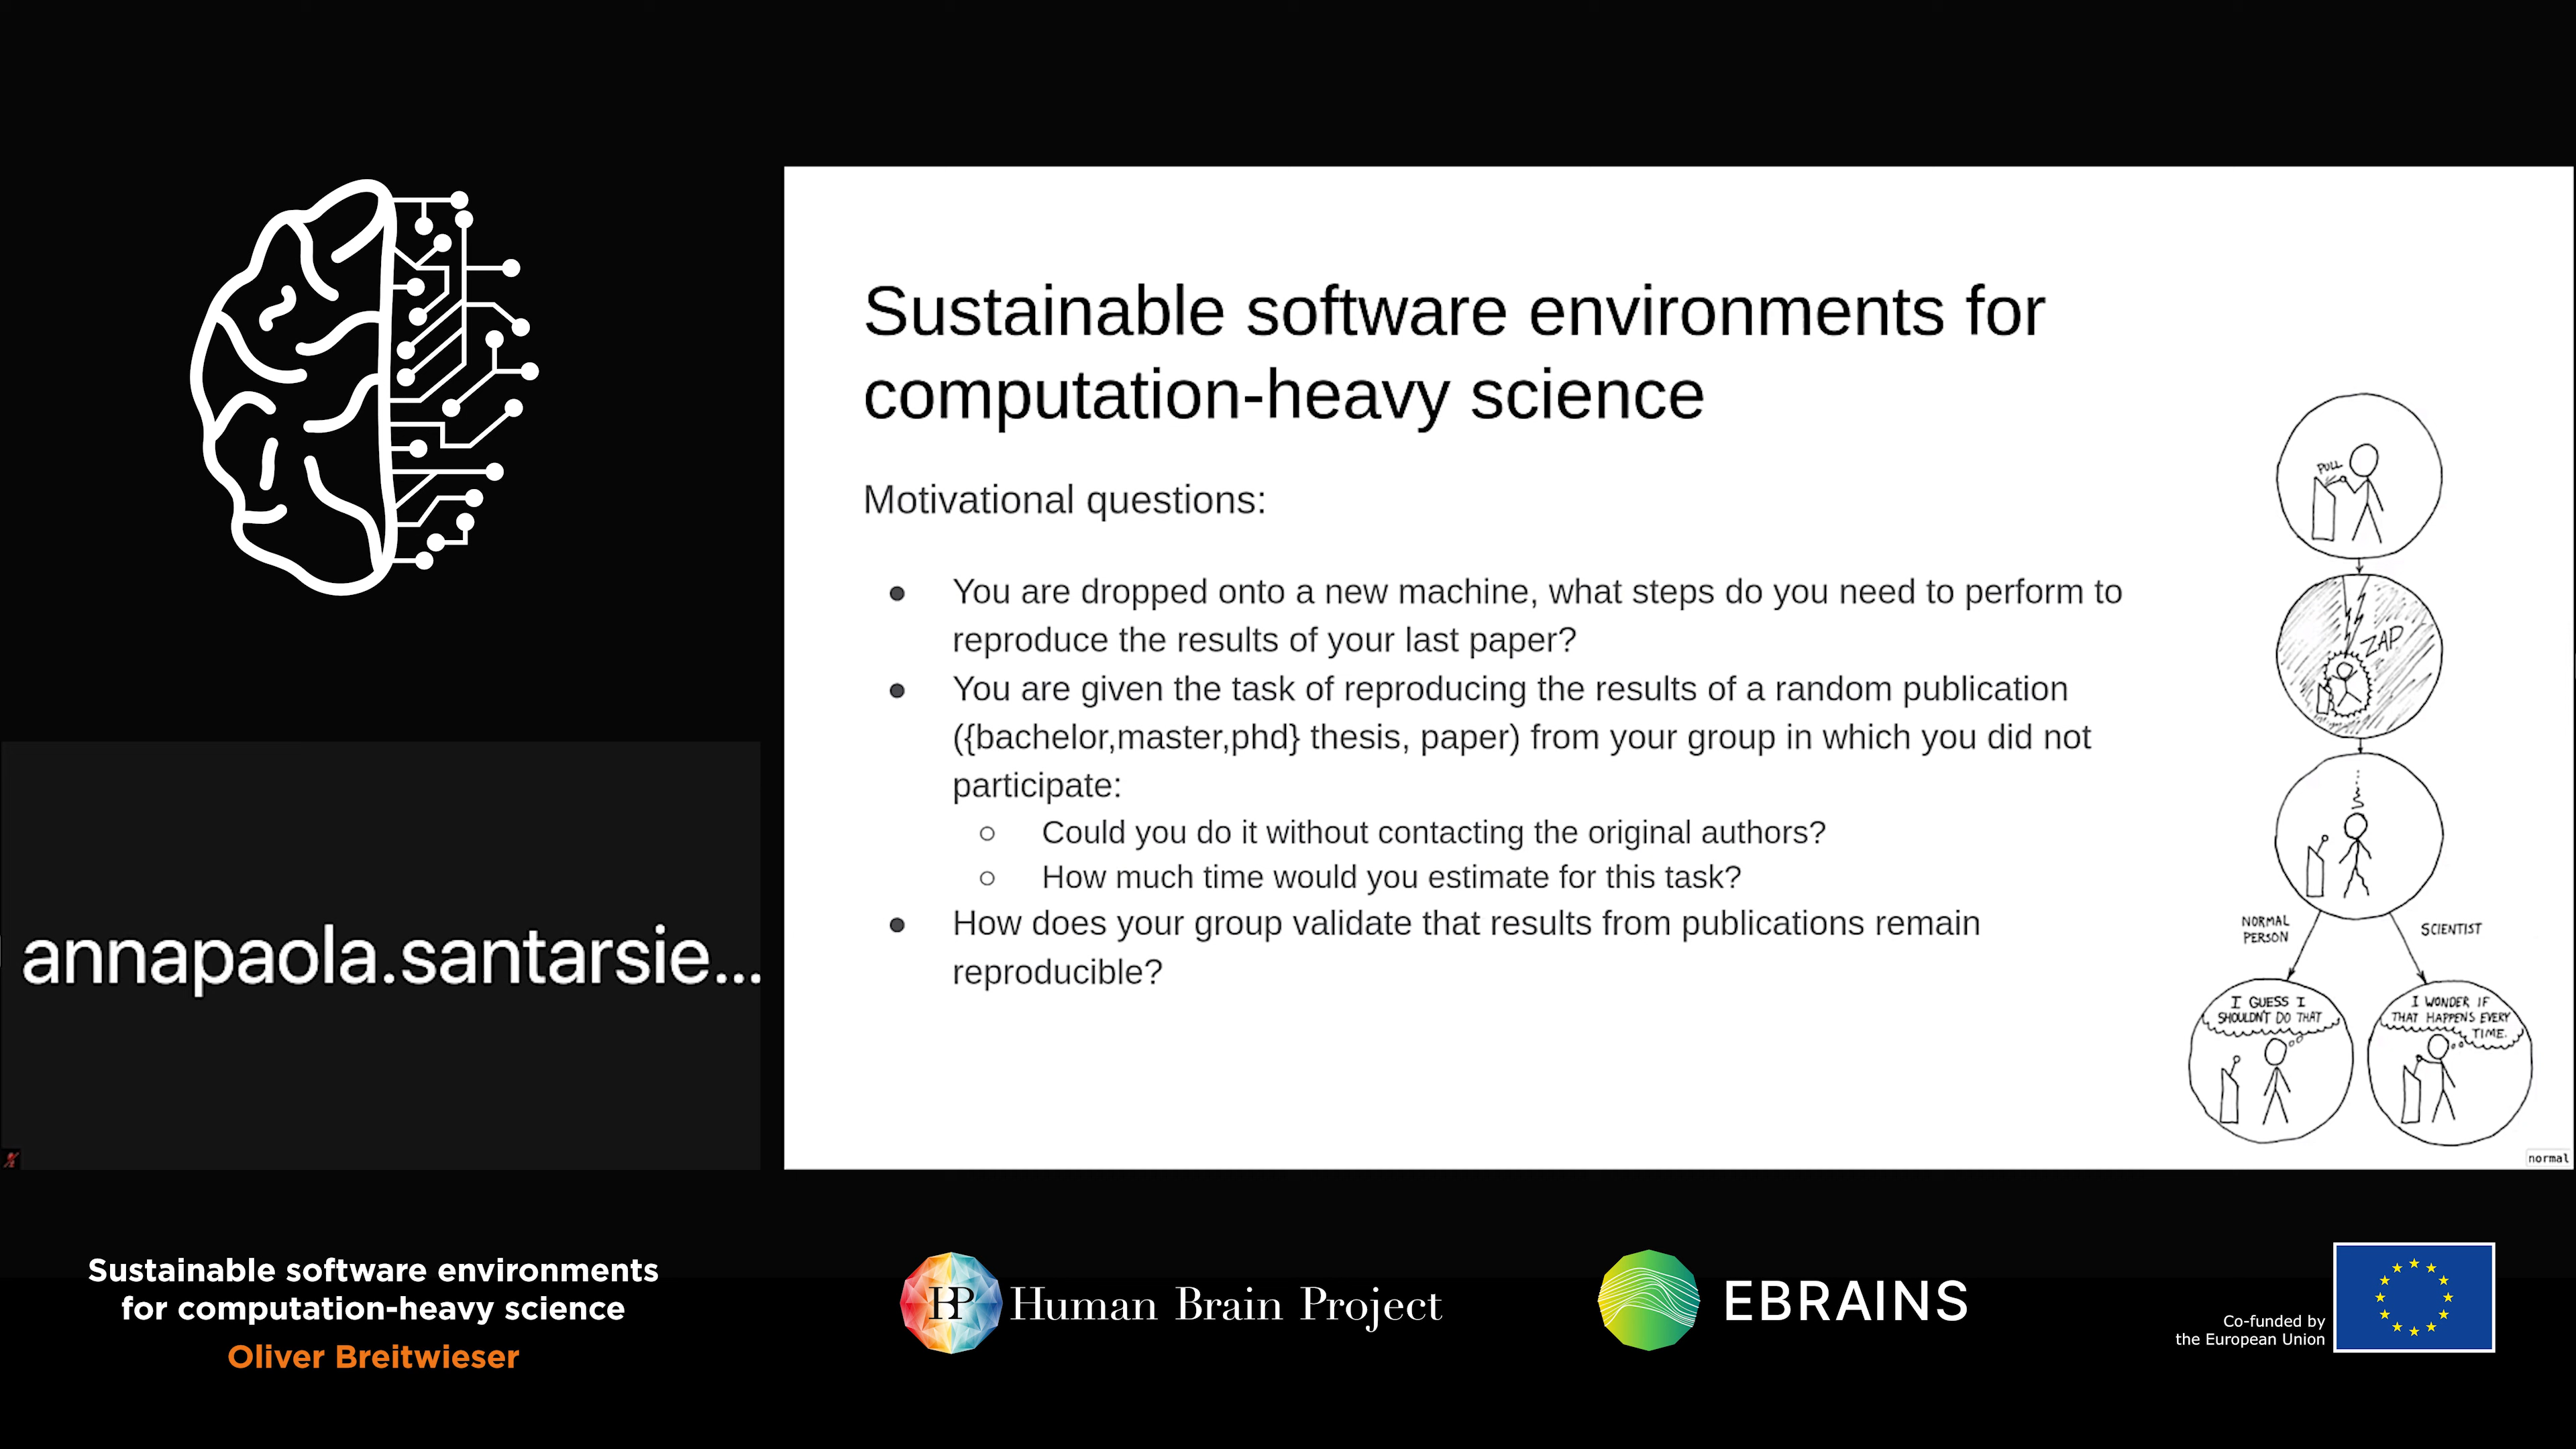 Sustainable software environments for
computation-heavy science
Motivational questions:
● You are dropped onto a new machine, what steps do you need to perform to
reproduce the results of your last paper?
● You are given the task of reproducing the results of a random publication
({bachelor,master,phd} thesis, paper) from your group in which you did not
participate:
○ Could you do it without contacting the original authors?
○ How much time would you estimate for this task?
● How does your group validate that results from publications remain
reproducible?
PULL
ZAP
NORMAL
PERSON
SCIENTIST
I GUESS I
SHOULDN'T DO THAT
I WONDER IF
THAT HAPPENS EVERY
TIME.
normal
annapaola.santarsie...
Sustainable software environments
for computation-heavy science
Oliver Breitwieser
HBP Human Brain Project
EBRAINS
Co-funded by
the European Union